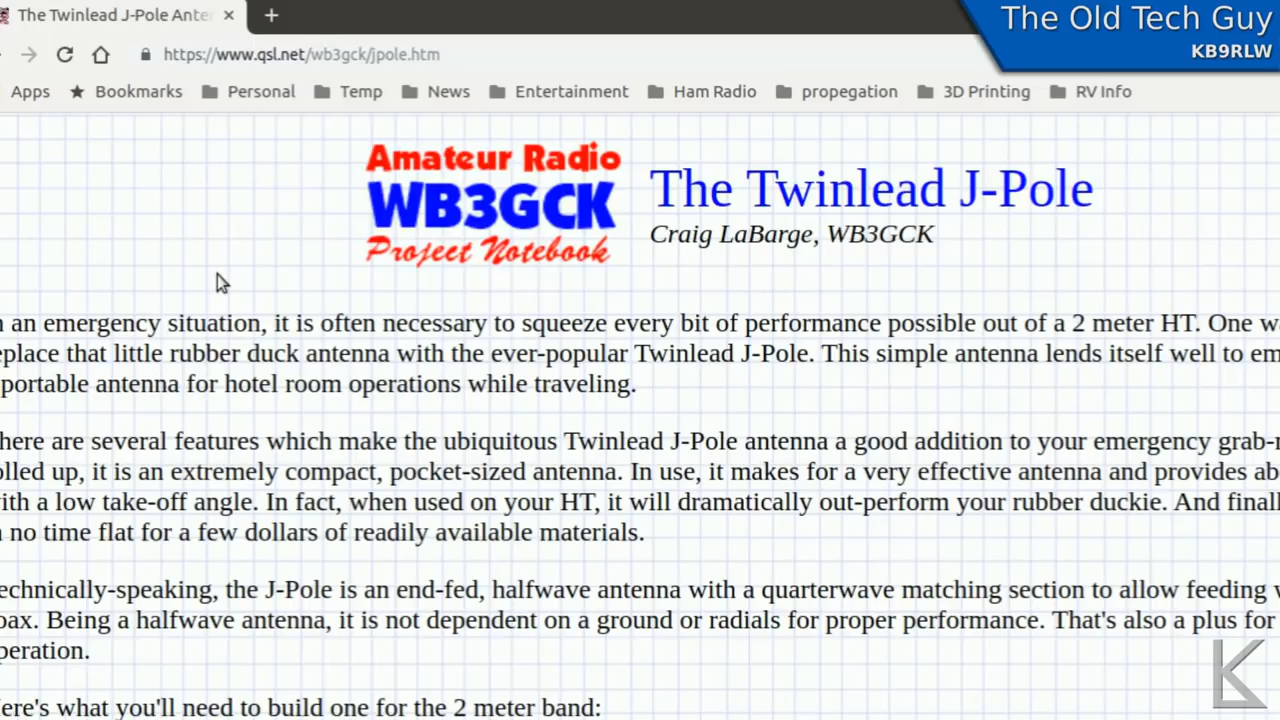 The Twinlead J-Pole Ante
The Old Tech Guy
KB9RLW
https://www.qsl.net/wb3gck/jpole.htm
Apps Bookmarks Personal Temp News Entertainment Ham Radio propegation 3D Printing RV Info
Amateur Radio
WB3GCK
Project Notebook
The Twinlead J-Pole
Craig LaBarge, WB3GCK
an emergency situation, it is often necessary to squeeze every bit of performance possible out of a 2 meter HT. One wa
eplace that little rubber duck antenna with the ever-popular Twinlead J-Pole. This simple antenna lends itself well to em
portable antenna for hotel room operations while traveling.
here are several features which make the ubiquitous Twinlead J-Pole antenna a good addition to your emergency grab-
olled up, it is an extremely compact, pocket-sized antenna. In use, it makes for a very effective antenna and provides ab
ith a low take-off angle. In fact, when used on your HT, it will dramatically out-perform your rubber duckie. And finall
no time flat for a few dollars of readily available materials.
echnically-speaking, the J-Pole is an end-fed, halfwave antenna with a quarterwave matching section to allow feeding
oax. Being a halfwave antenna, it is not dependent on a ground or radials for proper performance. That's also a plus for
peration.
ere's what you'll need to build one for the 2 meter band:
K